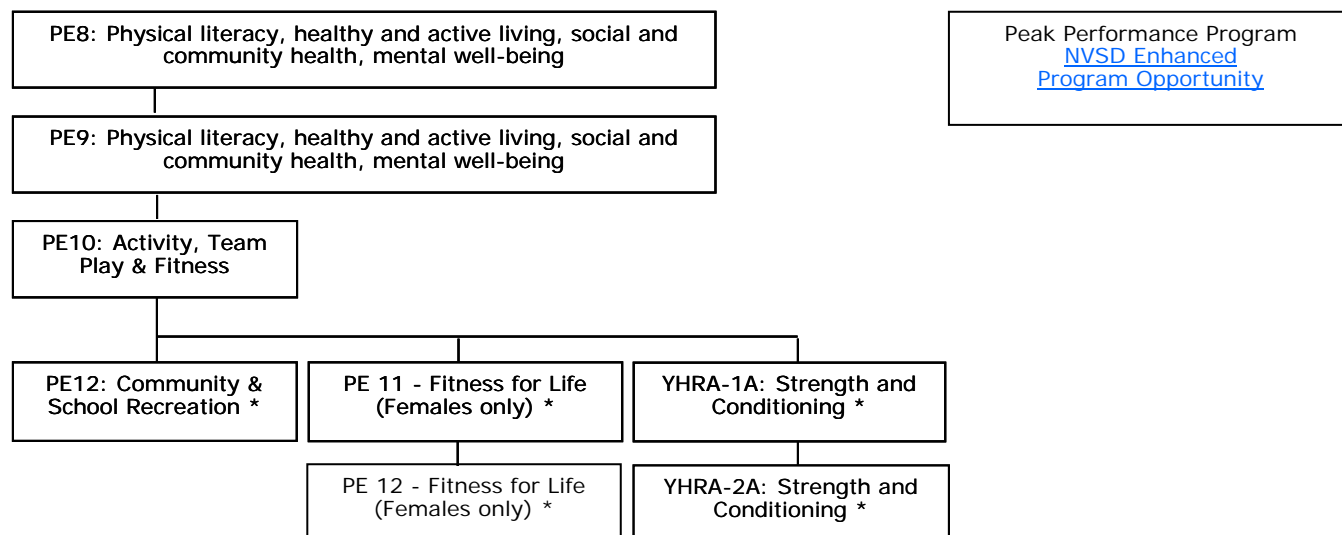 PE8: Physical literacy, healthy and active living, social and
community health, mental well-being
Peak Performance Program
NVSD Enhanced
Program Opportunity
PE9: Physical literacy, healthy and active living, social and
community health, mental well-being
PE10: Activity, Team
Play & Fitness
PE12: Community &
School Recreation *
PE 11 - Fitness for Life
(Females only) *
YHRA-1A: Strength and
Conditioning *
PE 12 - Fitness for Life
(Females only) *
YHRA-2A: Strength and
Conditioning *